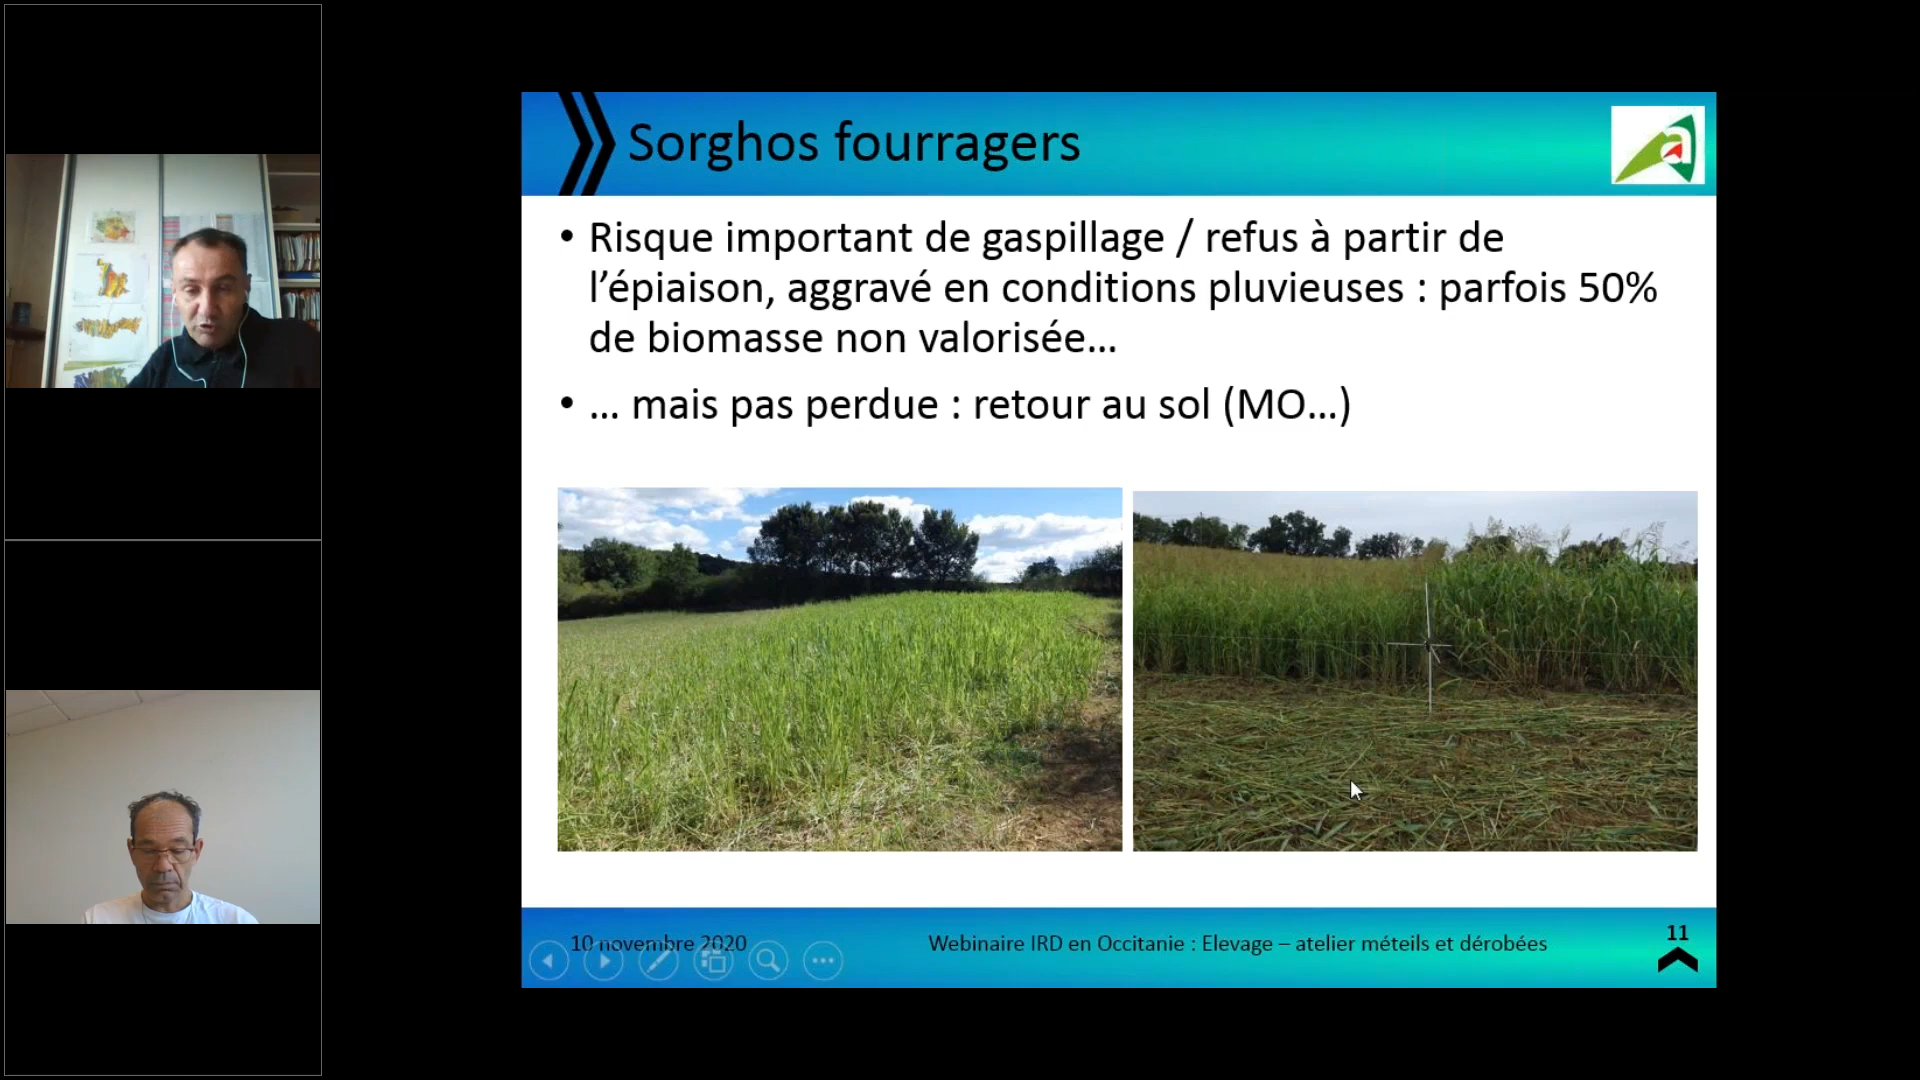 Sorghos fourragers
• Risque important de gaspillage / refus à partir de
l’épiaison, aggravé en conditions pluvieuses : parfois 50%
de biomasse non valorisée…
• … mais pas perdue : retour au sol (MO…)
10 novembre 2020
Webinaire IRD en Occitanie : Elevage – atelier méteils et dérobées
11